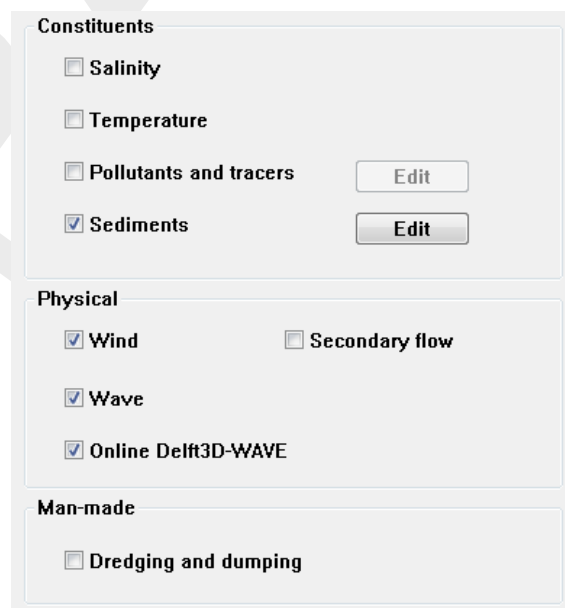 Constituents
Salinity
Temperature
Pollutants and tracers Edit
Sediments Edit
Physical
Wind Secondary flow
Wave
Online Delft3D-WAVE
Man-made
Dredging and dumping